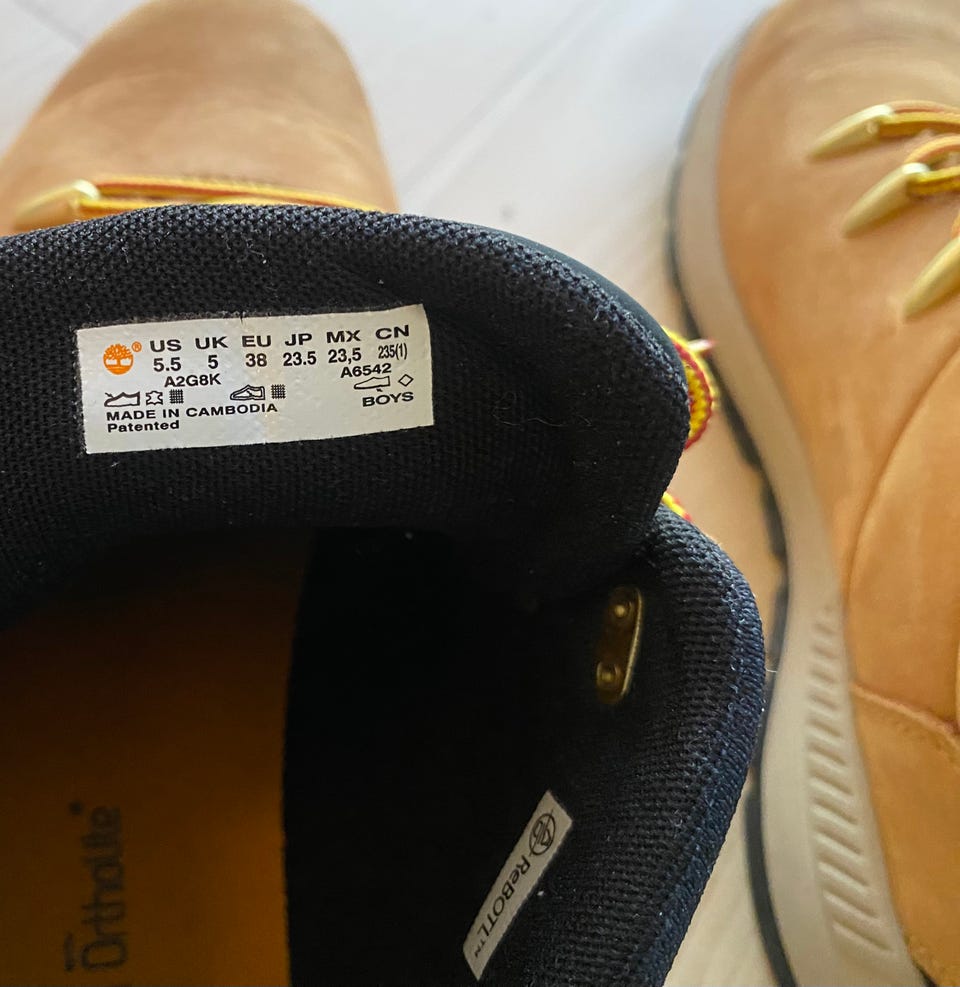 US UK EU JP MX CN
5.5 5 38 23.5 23,5 235(1)
A2G8K A6542
BOYS
MADE IN CAMBODIA
Patented
ReBOTL™
OrthoLite®